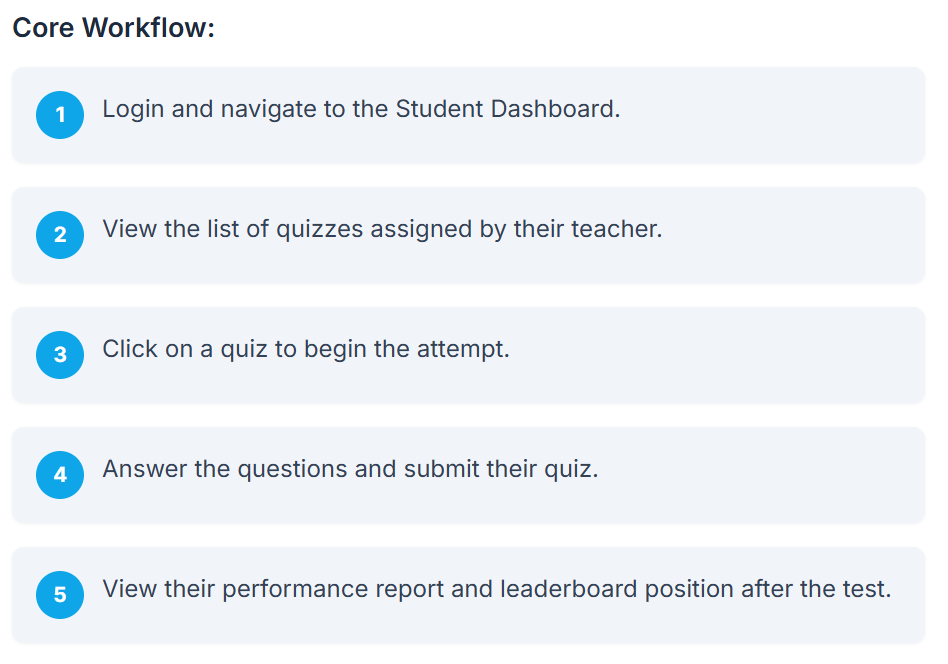 Core Workflow:
1 Login and navigate to the Student Dashboard.
2 View the list of quizzes assigned by their teacher.
3 Click on a quiz to begin the attempt.
4 Answer the questions and submit their quiz.
5 View their performance report and leaderboard position after the test.